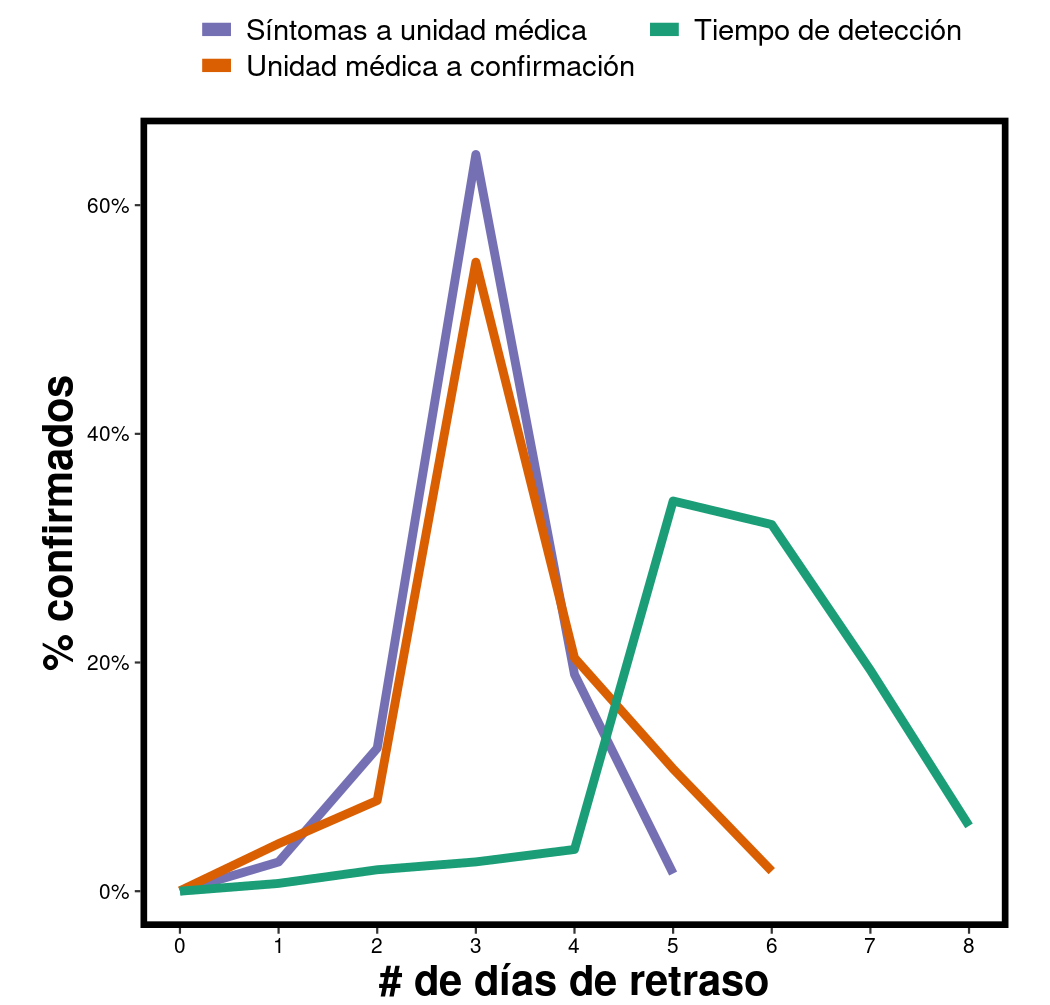 Síntomas a unidad médica
Tiempo de detección
Unidad médica a confirmación
% confirmados
60%
40%
20%
0%
0 1 2 3 4 5 6 7 8
# de días de retraso